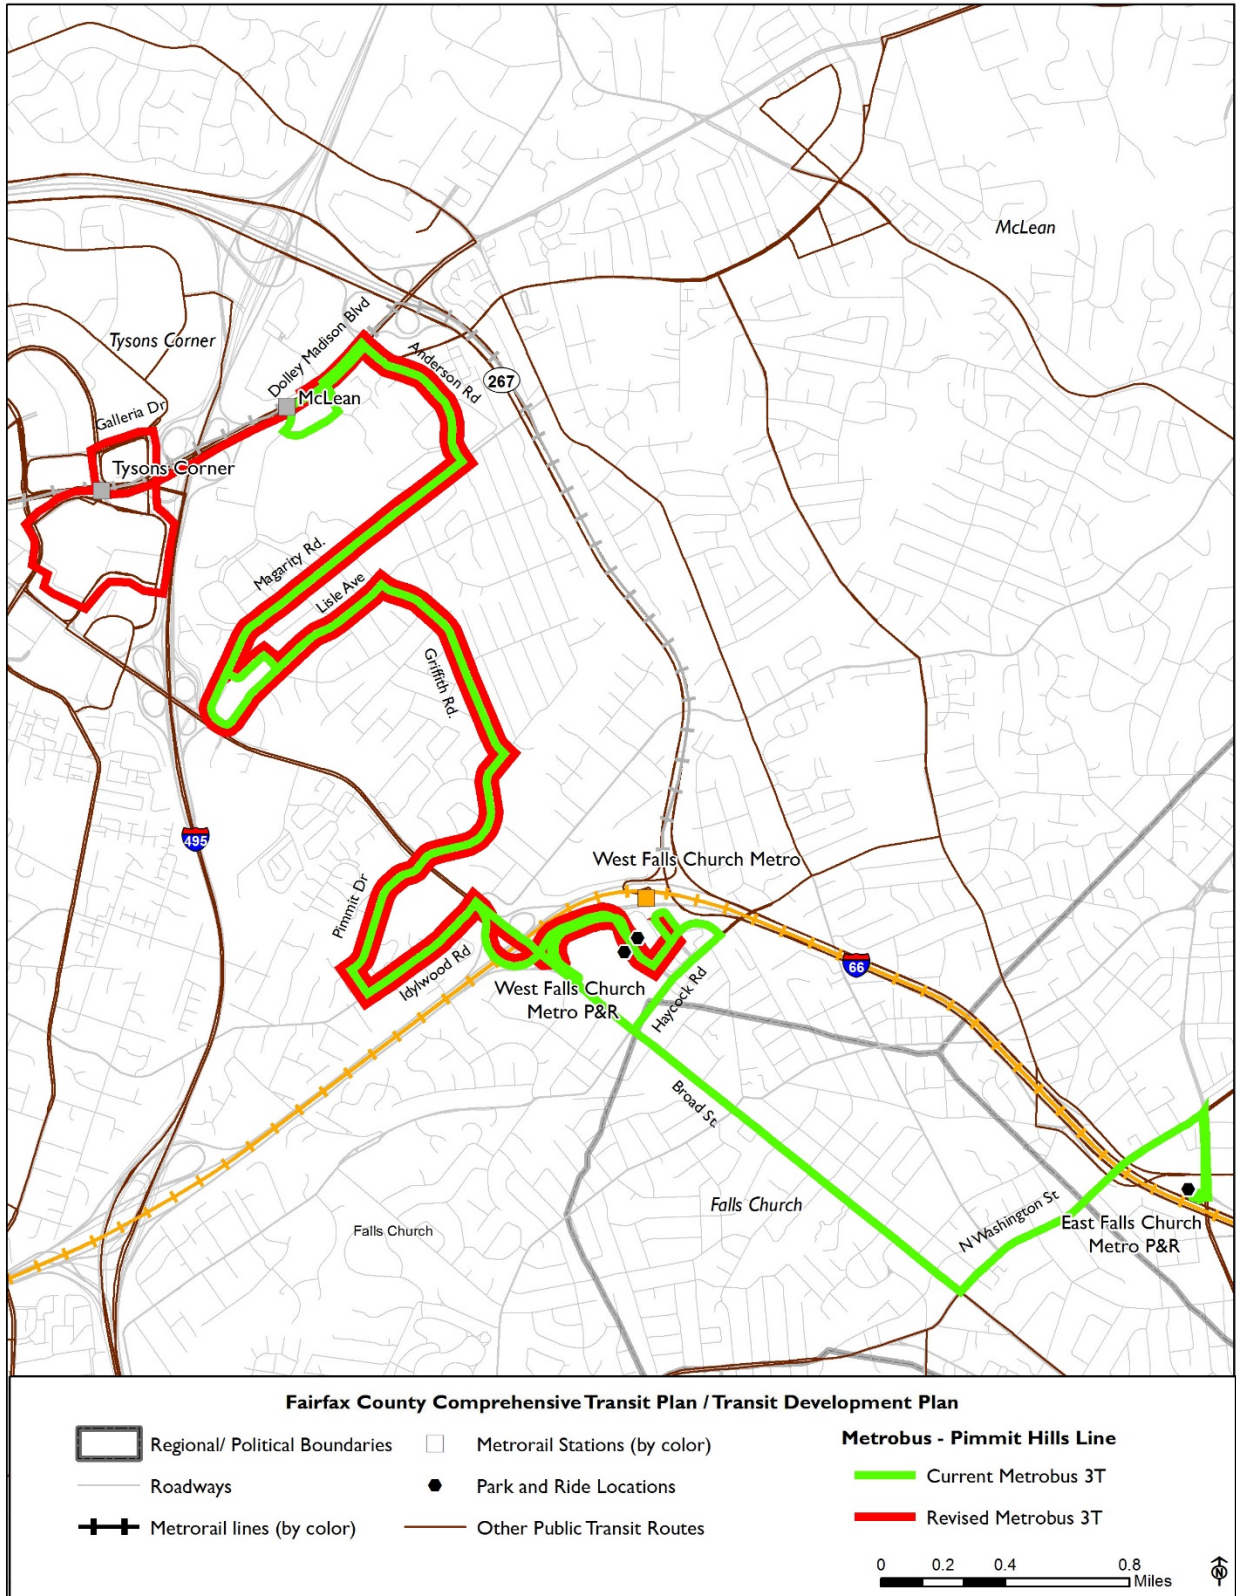 McLean
Tysons Corner
Dolley Madison Blvd
Anderson Rd
267
McLean
Galleria Dr
Tysons Corner
Magarity Rd.
Lisle Ave
Griffith Rd.
495
West Falls Church Metro
Pimmit Dr
Idylwood Rd
66
West Falls Church
Metro P&R
Haycock Rd
Broad St.
Falls Church
Falls Church
N Washington St
East Falls Church
Metro P&R
Fairfax County Comprehensive Transit Plan / Transit Development Plan
Regional/ Political Boundaries
Metrorail Stations (by color)
Metrobus - Pimmit Hills Line
Roadways
Park and Ride Locations
Current Metrobus 3T
Metrorail lines (by color)
Other Public Transit Routes
Revised Metrobus 3T
0 0.2 0.4 0.8
Miles
N